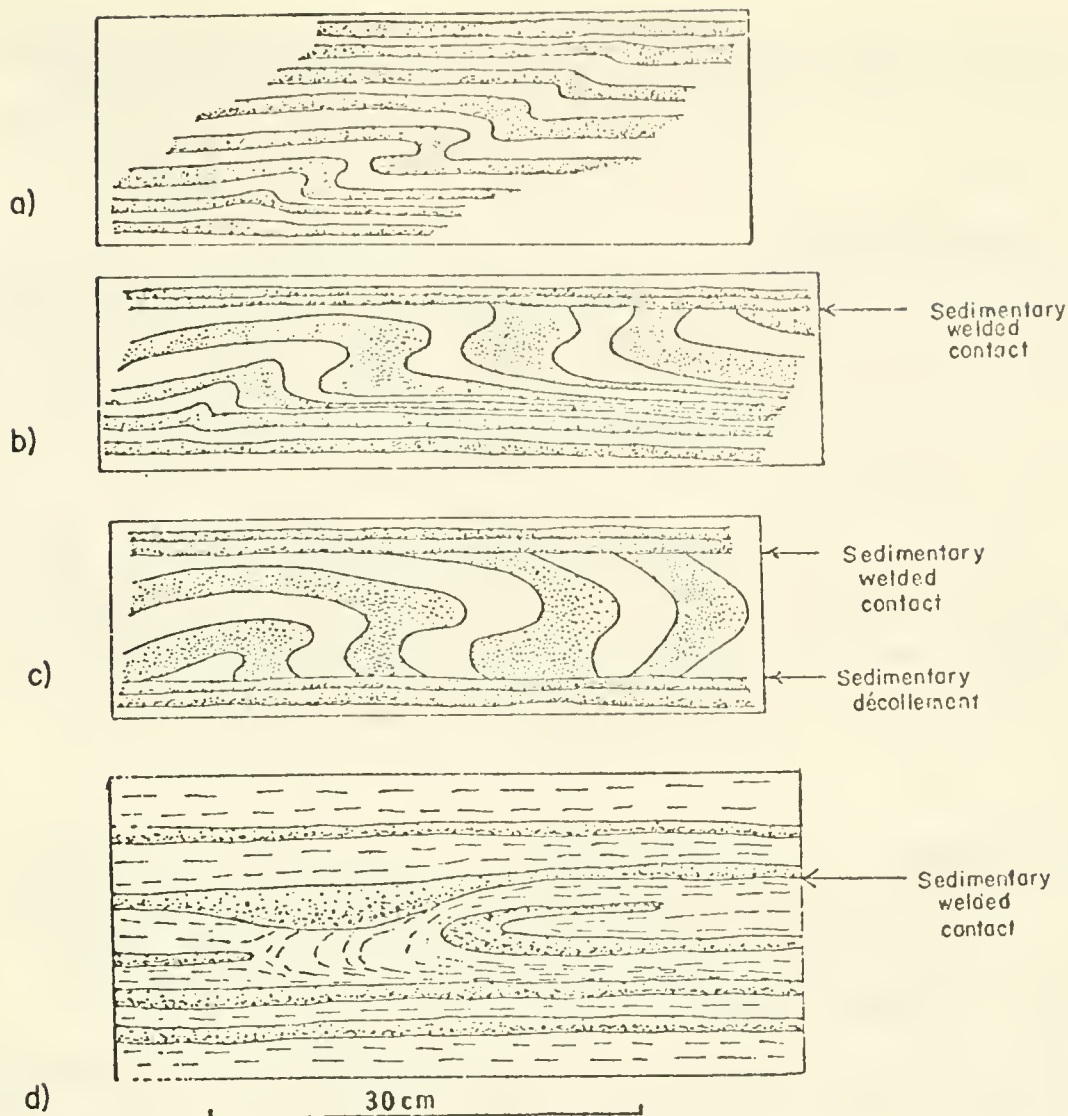 a)
b)
Sedimentary
welded
contact
c)
Sedimentary
welded
contact
Sedimentary
décollement
d)
Sedimentary
welded
contact
30 cm